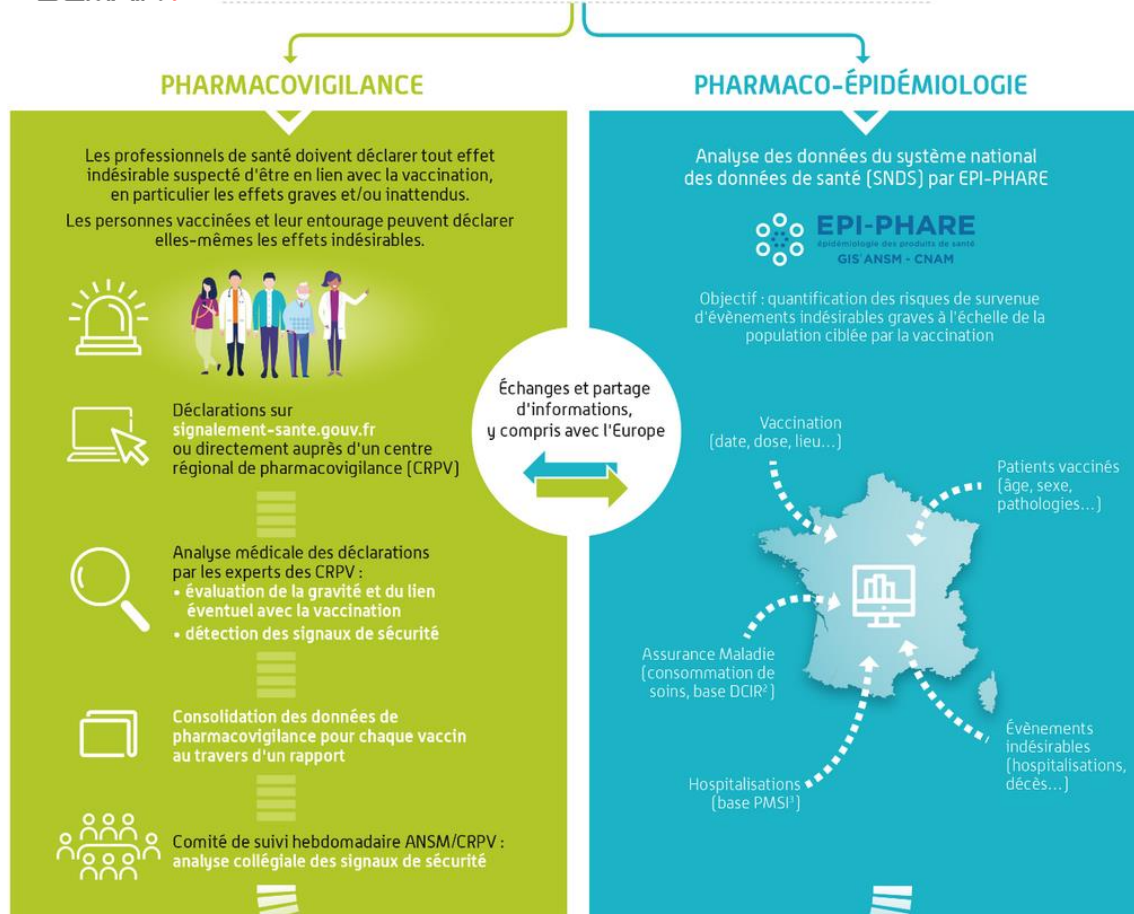 PHARMACOVIGILANCE
Les professionnels de santé doivent déclarer tout effet
indésirable suspecté d'être en lien avec la vaccination,
en particulier les effets graves et/ou inattendus.
Les personnes vaccinées et leur entourage peuvent déclarer
elles-mêmes les effets indésirables.
Déclarations sur
signalement-sante.gouv.fr
ou directement auprès d'un centre
régional de pharmacovigilance (CRPV)
Analyse médicale des déclarations
par les experts des CRPV :
• évaluation de la gravité et du lien
éventuel avec la vaccination
• détection des signaux de sécurité
Consolidation des données de
pharmacovigilance pour chaque vaccin
au travers d'un rapport
Comité de suivi hebdomadaire ANSM/CRPV :
analyse collégiale des signaux de sécurité
Échanges et partage
d'informations,
y compris avec l'Europe
PHARMACO-ÉPIDÉMIOLOGIE
Analyse des données du système national
des données de santé (SNDS) par EPI-PHARE
EPI-PHARE
épidémiologie des produits de santé
GIS ANSM - CNAM
Objectif : quantification des risques de survenue
d'évènements indésirables graves à l'échelle de la
population ciblée par la vaccination
Vaccination
(date, dose, lieu...)
Patients vaccinés
(âge, sexe,
pathologies...)
Assurance Maladie
(consommation de
soins, base DCIR²)
Évènements
indésirables
(hospitalisations,
décès...)
Hospitalisations
(base PMSI³)